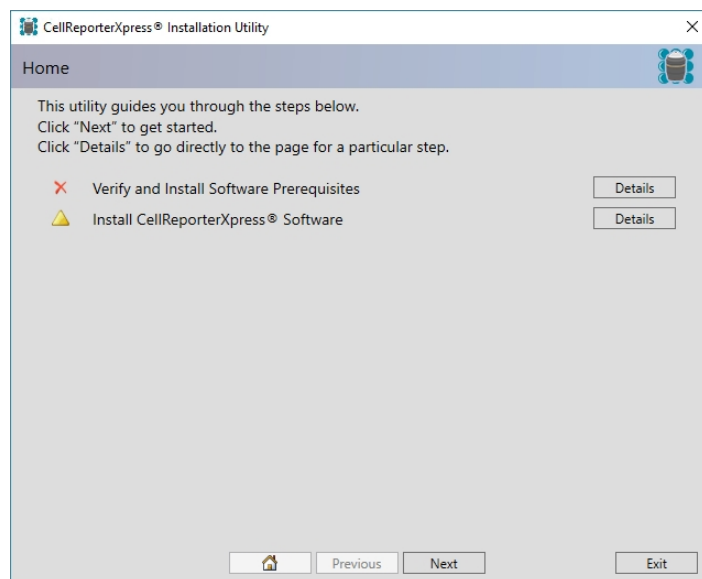 CellReporterXpress® Installation Utility
Home
This utility guides you through the steps below.
Click "Next" to get started.
Click "Details" to go directly to the page for a particular step.
Verify and Install Software Prerequisites
Details
Install CellReporterXpress® Software
Details
Previous
Next
Exit